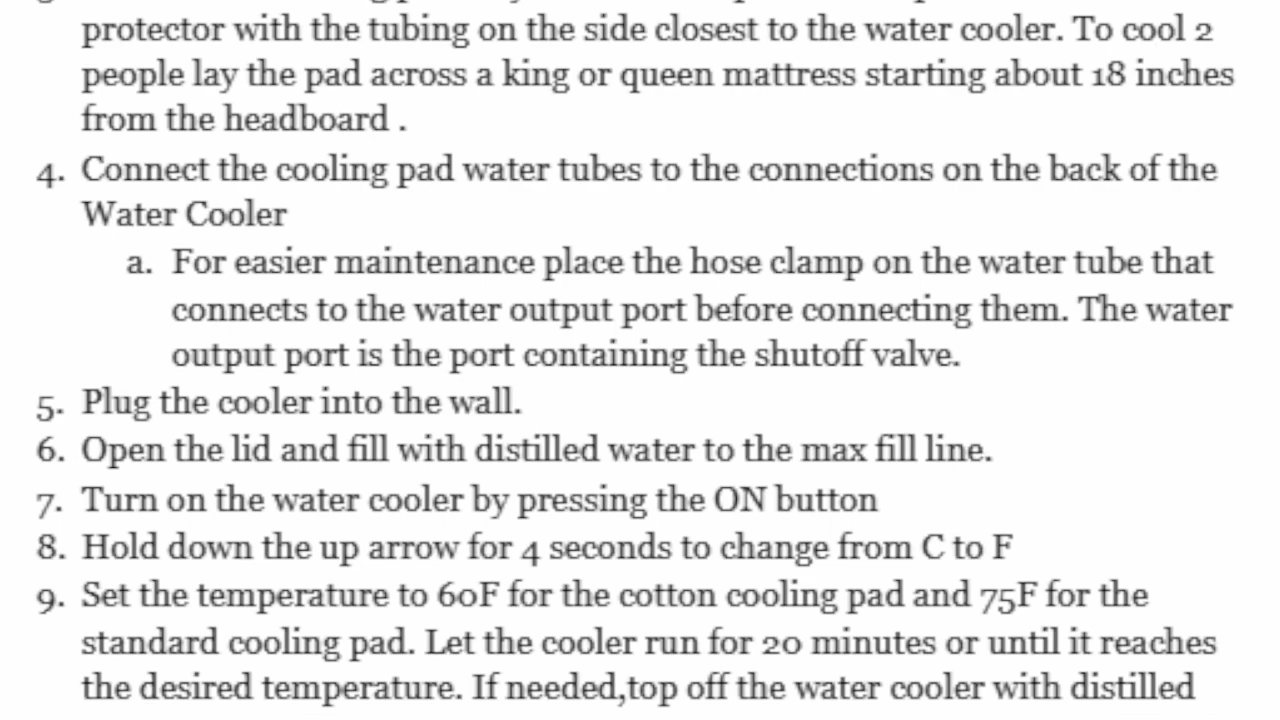 protector with the tubing on the side closest to the water cooler. To cool 2
people lay the pad across a king or queen mattress starting about 18 inches
from the headboard .
4. Connect the cooling pad water tubes to the connections on the back of the
Water Cooler
a. For easier maintenance place the hose clamp on the water tube that
connects to the water output port before connecting them. The water
output port is the port containing the shutoff valve.
5. Plug the cooler into the wall.
6. Open the lid and fill with distilled water to the max fill line.
7. Turn on the water cooler by pressing the ON button
8. Hold down the up arrow for 4 seconds to change from C to F
9. Set the temperature to 60F for the cotton cooling pad and 75F for the
standard cooling pad. Let the cooler run for 20 minutes or until it reaches
the desired temperature. If needed,top off the water cooler with distilled